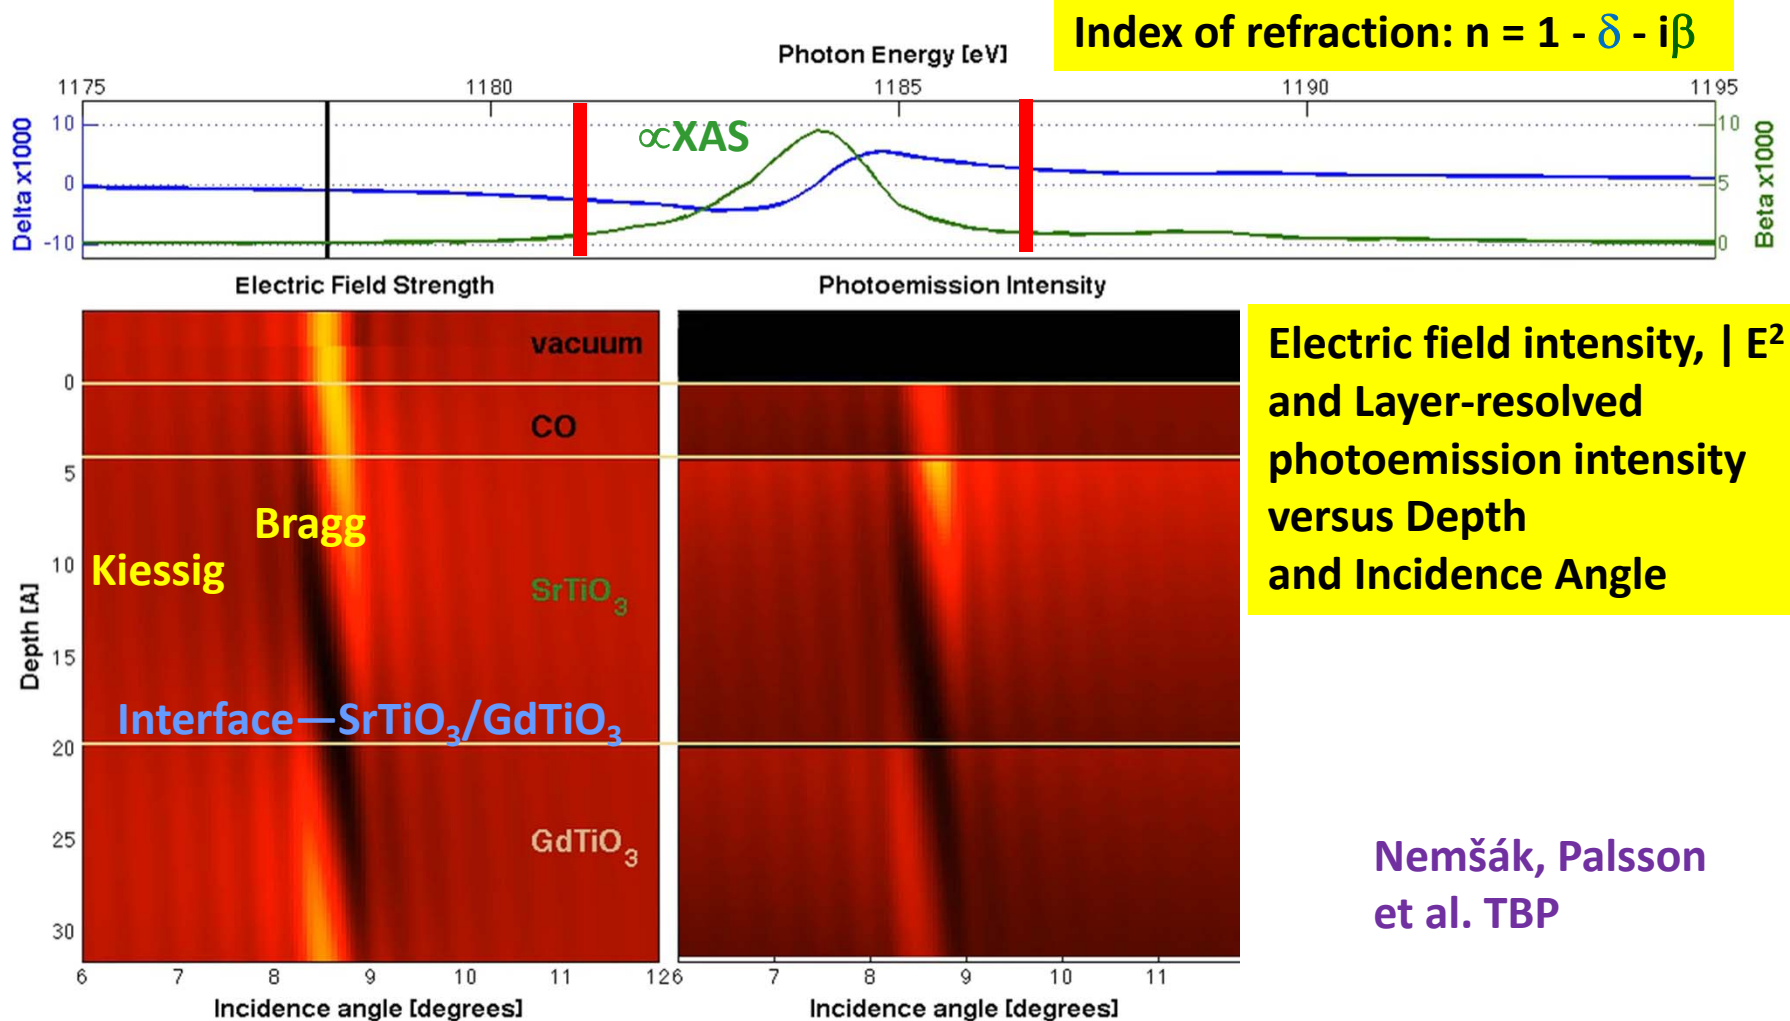 Index of refraction: n = 1 - δ - iβ
Photon Energy [eV]
1175 1180 1185 1190 1195
Delta x1000
10
0
-10
∝XAS
10
5
0
Beta x1000
Electric Field Strength
Photoemission Intensity
vacuum
CO
Bragg
Kiessig
SrTiO₃
Interface—SrTiO₃/GdTiO₃
GdTiO₃
Depth [A]
0
5
10
15
20
25
30
6 7 8 9 10 11 12
Incidence angle [degrees]
6 7 8 9 10 11
Incidence angle [degrees]
Electric field intensity, | E²
and Layer-resolved
photoemission intensity
versus Depth
and Incidence Angle
Nemšák, Palsson
et al. TBP